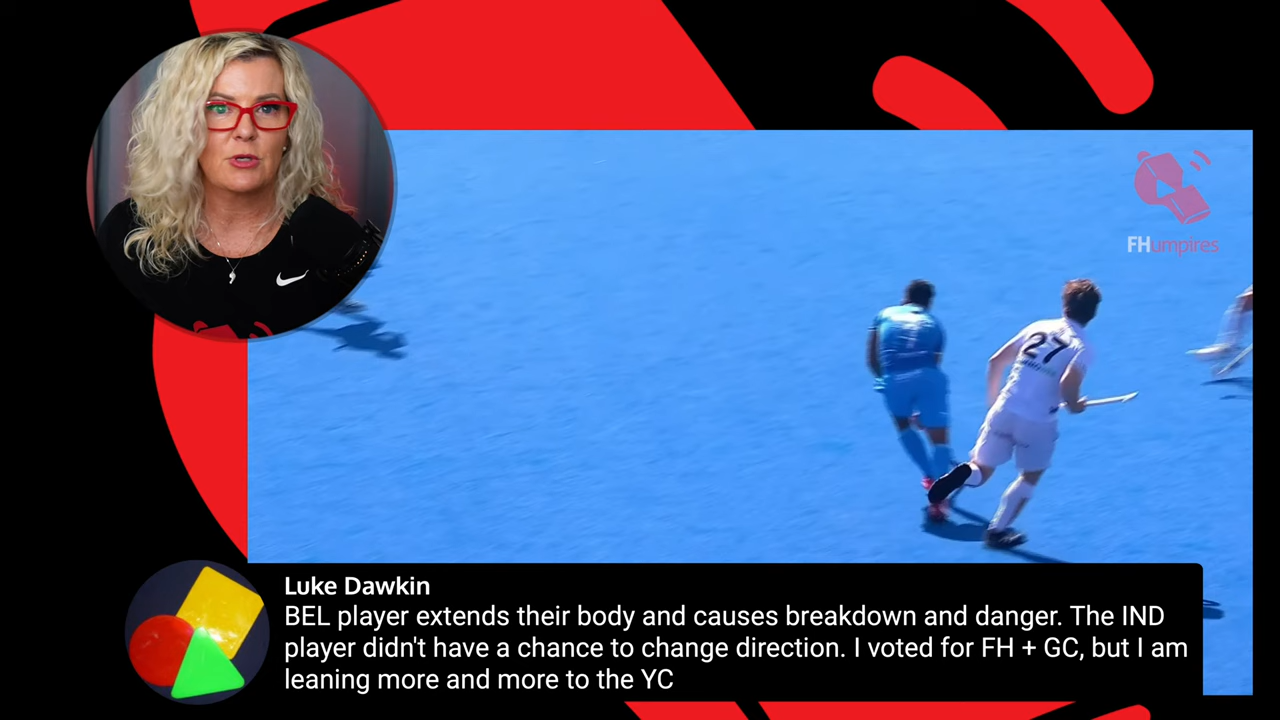 FHumpires
27
Luke Dawkin
BEL player extends their body and causes breakdown and danger. The IND
player didn't have a chance to change direction. I voted for FH + GC, but I am
leaning more and more to the YC